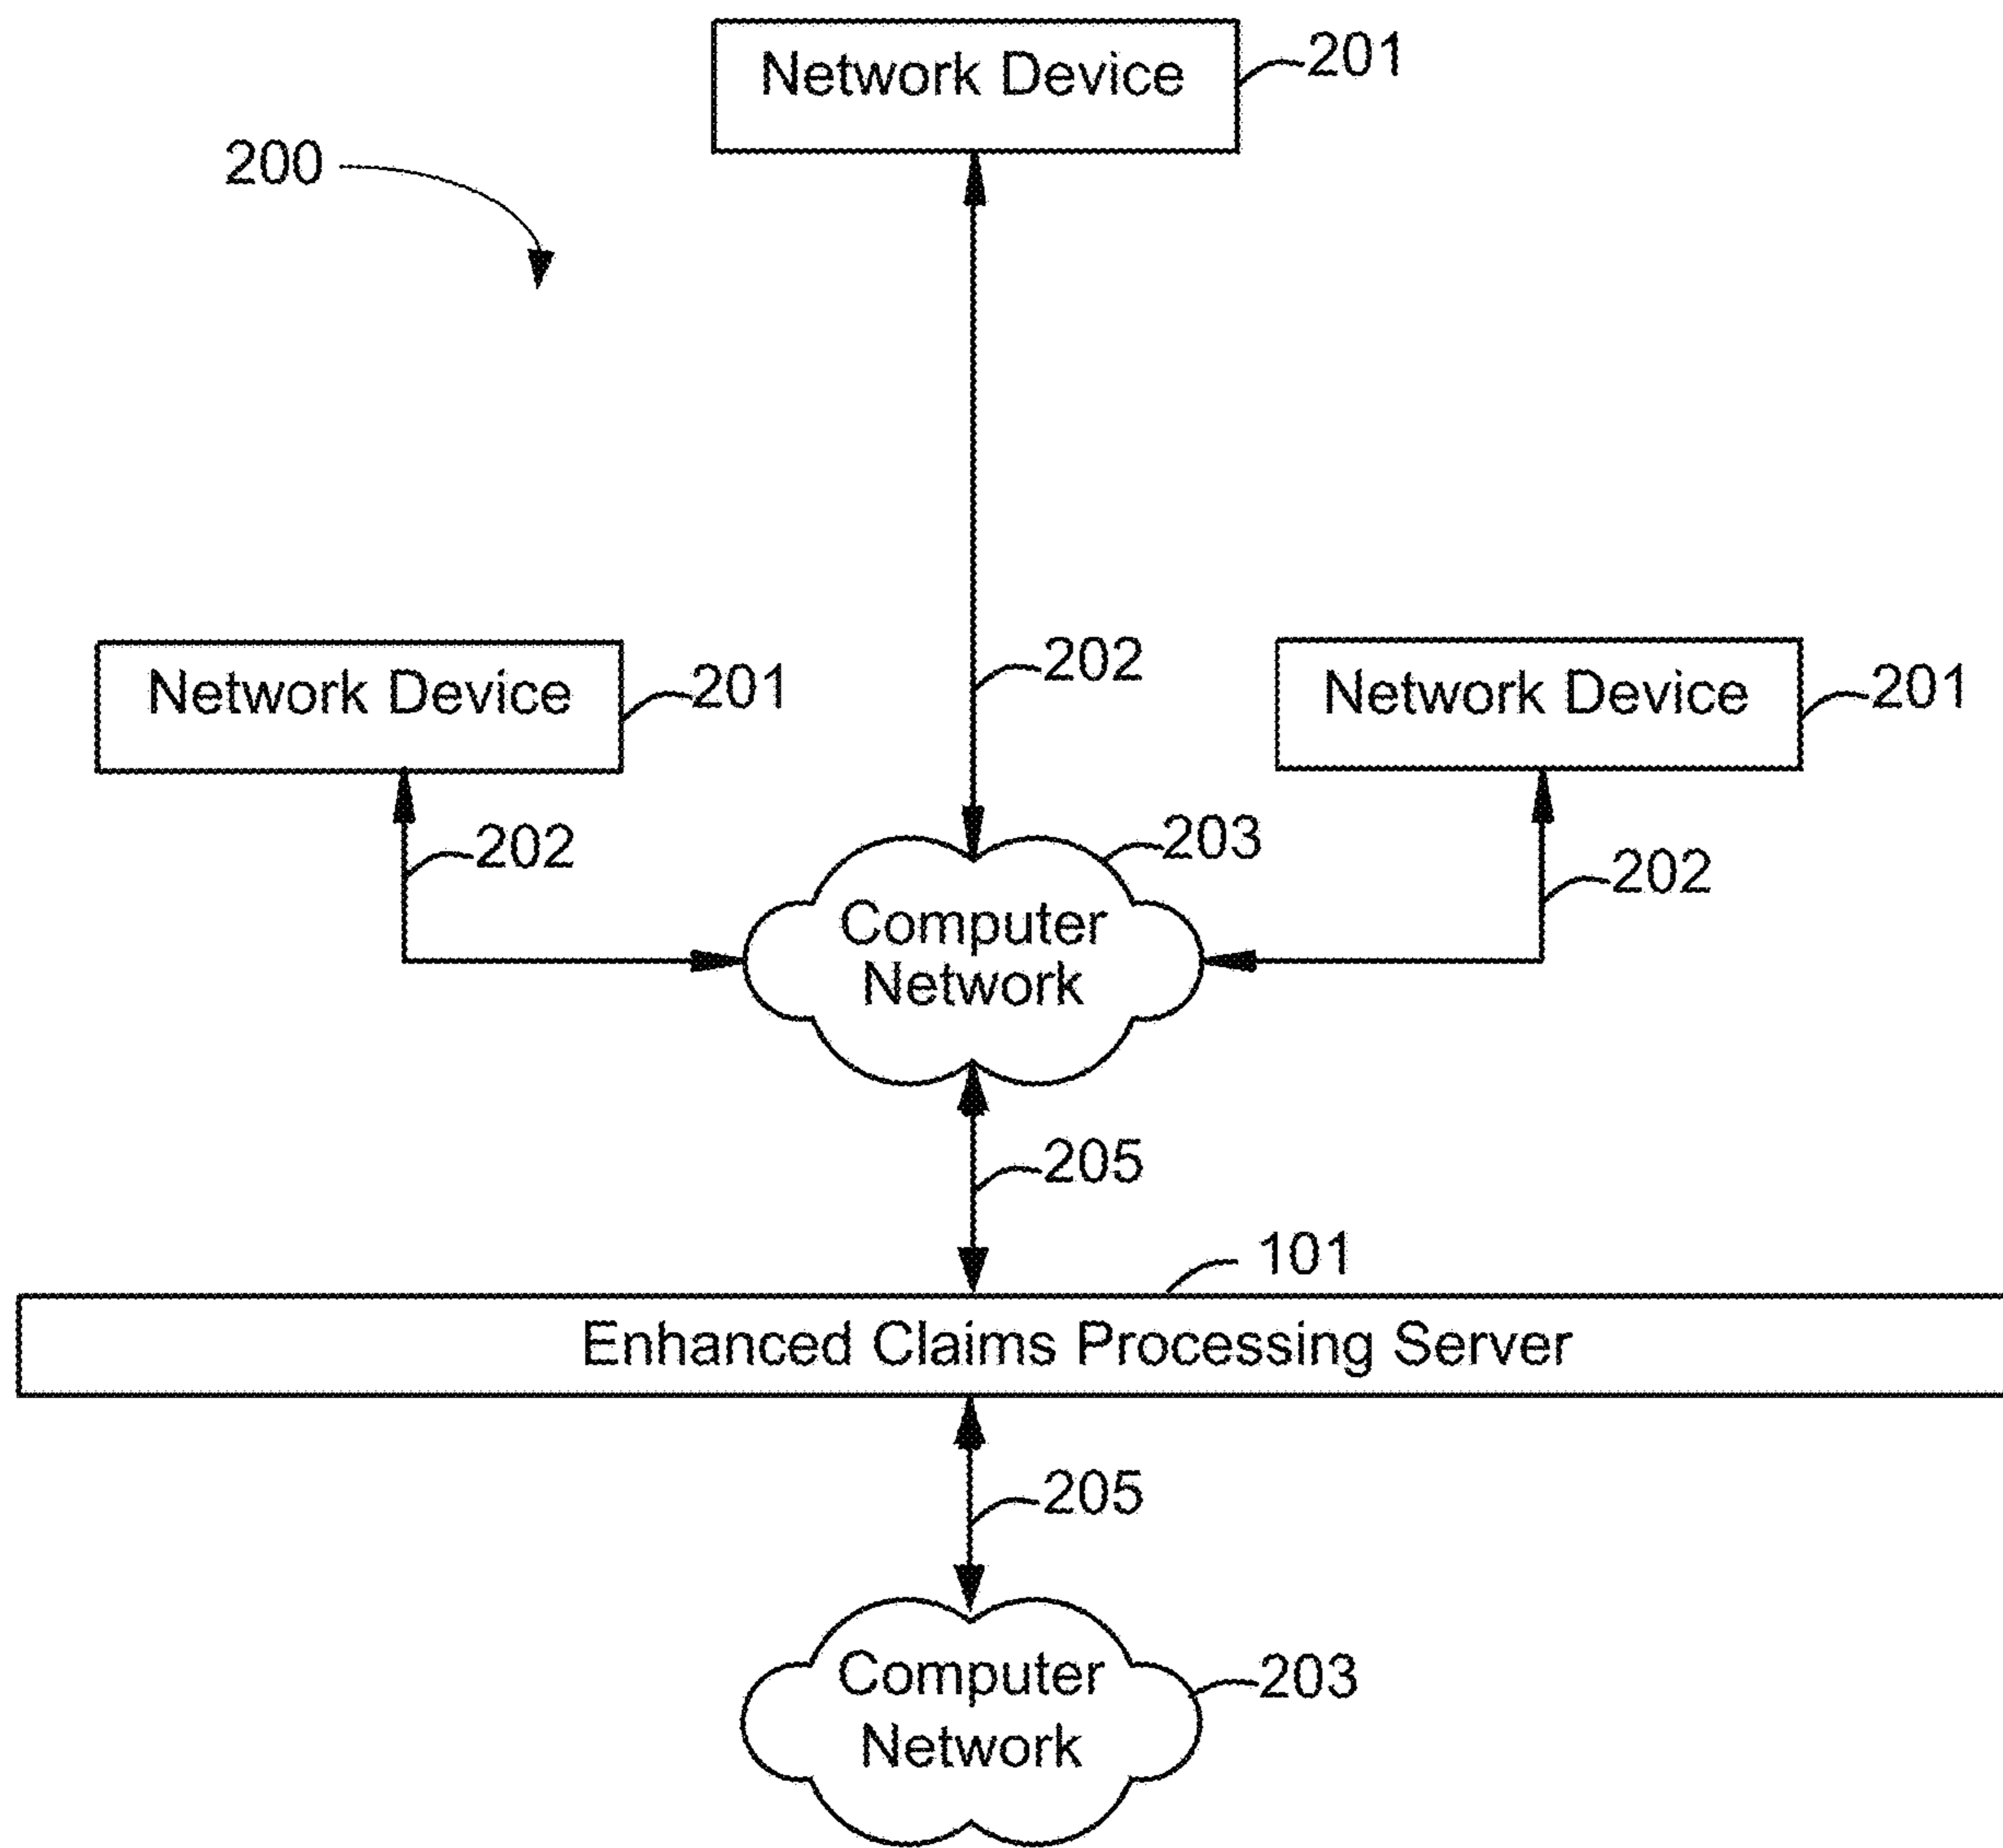 Network Device
201
200
202
Network Device
201
Network Device
201
202
203
202
Computer
Network
205
101
Enhanced Claims Processing Server
205
Computer
Network
203